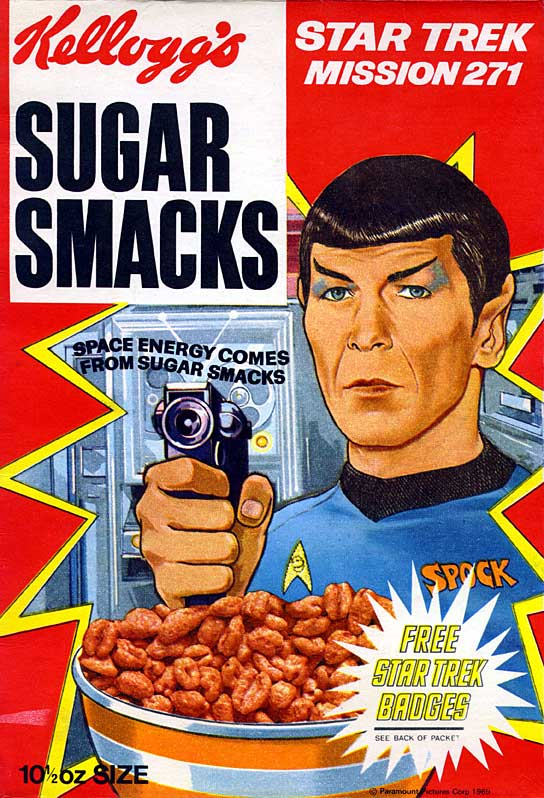 Kellogg's
STAR TREK
MISSION 271
SUGAR
SMACKS
SPACE ENERGY COMES
FROM SUGAR SMACKS
SPOCK
FREE
STAR TREK
BADGES
SEE BACK OF PACKET
10½oz SIZE
© Paramount Pictures Corp 1969